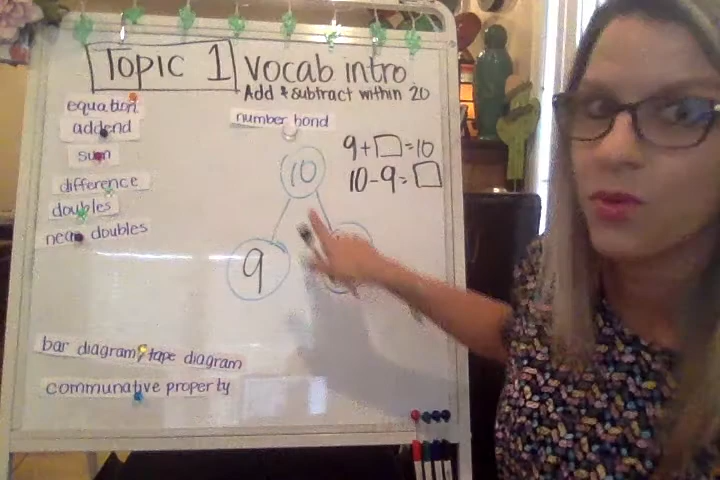 Topic 1 Vocab intro
Add & subtract within 20
equation
addend
sum
difference
doubles
near doubles
number bond
10
9
9+□=10
10-9=□
bar diagram/tape diagram
communative property